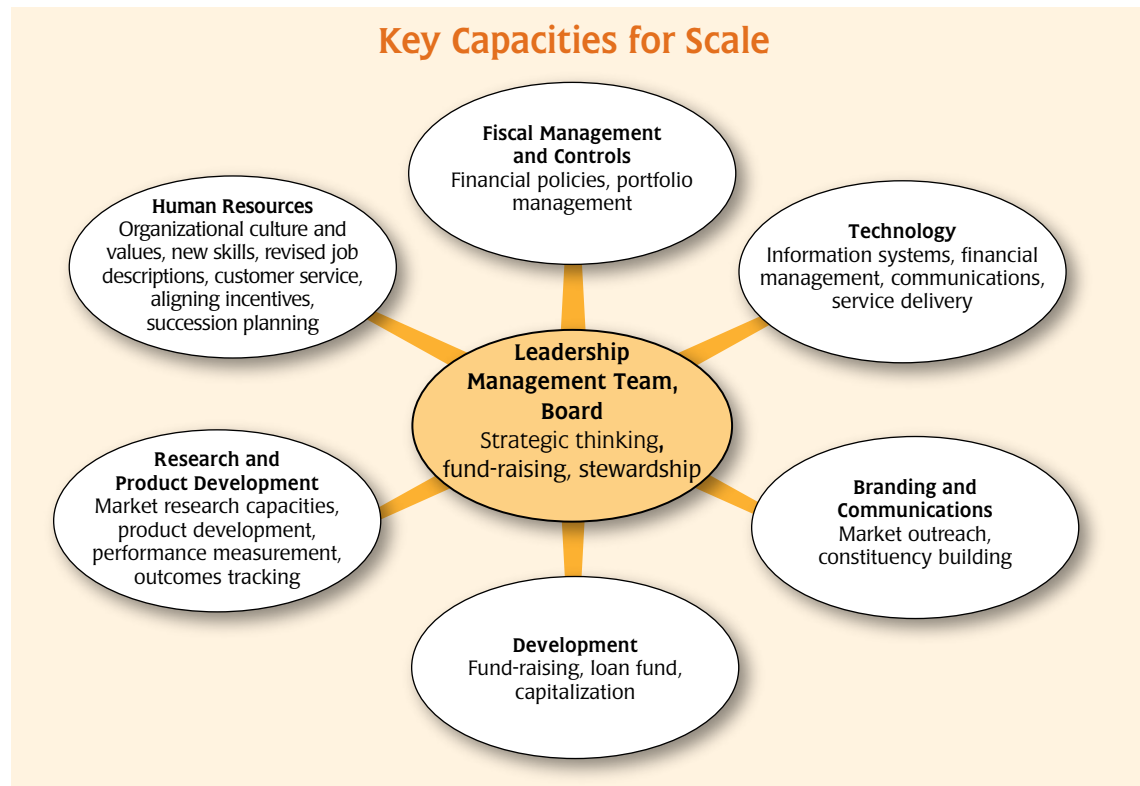 Key Capacities for Scale
Fiscal Management
and Controls
Financial policies, portfolio
management
Human Resources
Organizational culture and
values, new skills, revised job
descriptions, customer service,
aligning incentives,
succession planning
Technology
Information systems, financial
management, communications,
service delivery
Leadership
Management Team,
Board
Strategic thinking,
fund-raising, stewardship
Research and
Product Development
Market research capacities,
product development,
performance measurement,
outcomes tracking
Branding and
Communications
Market outreach,
constituency building
Development
Fund-raising, loan fund,
capitalization